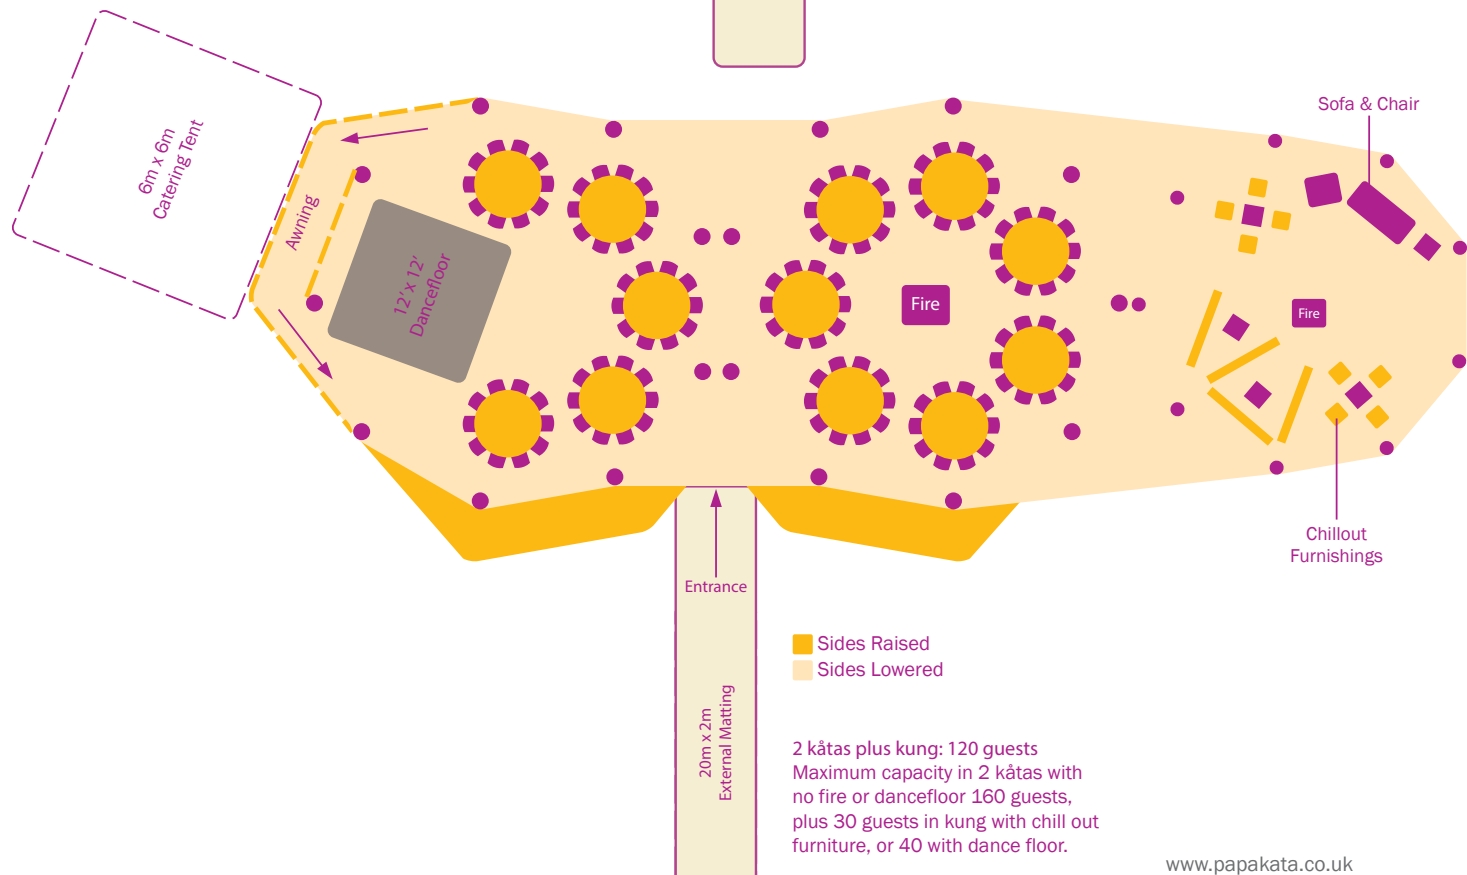 Sofa & Chair
6m x 6m
Catering Tent
Awning
12’x 12’
Dancefloor
Fire
Fire
Chillout
Furnishings
Entrance
Sides Raised
Sides Lowered
20m x 2m
External Matting
2 kåtas plus kung: 120 guests
Maximum capacity in 2 kåtas with
no fire or dancefloor 160 guests,
plus 30 guests in kung with chill out
furniture, or 40 with dance floor.
www.papakata.co.uk